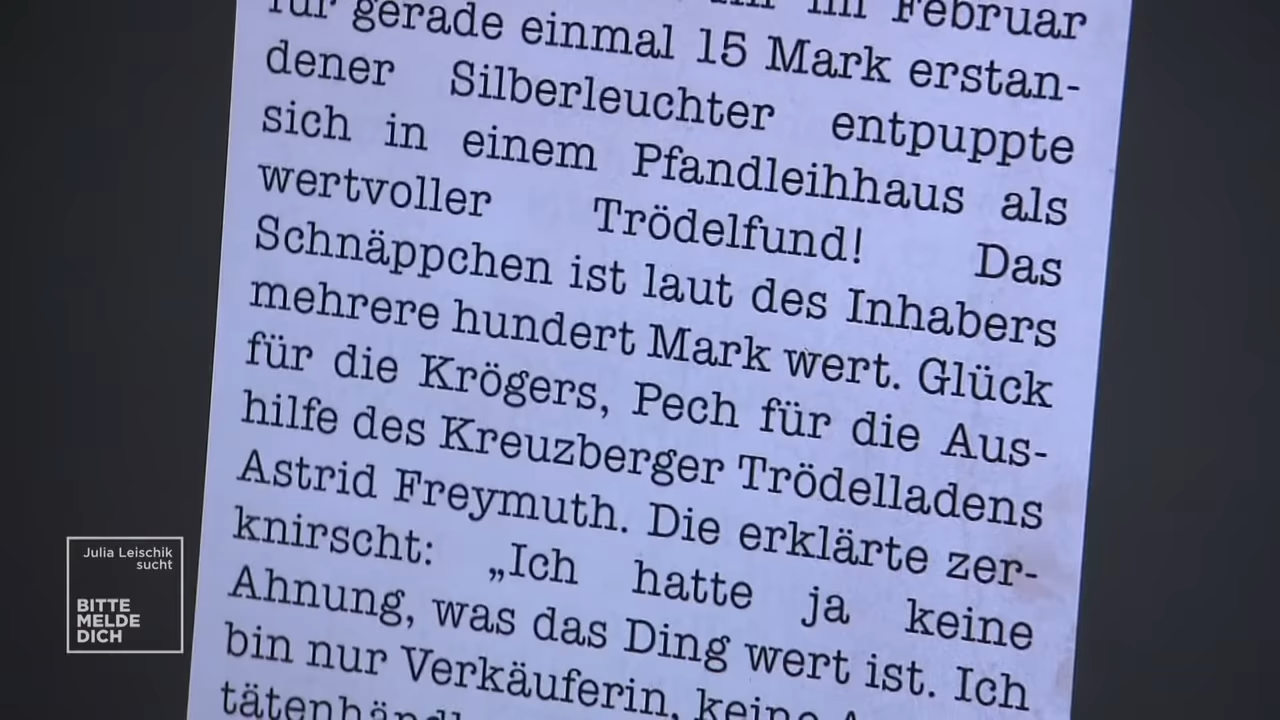 im Februar
für gerade einmal 15 Mark erstan-
dener Silberleuchter entpuppte
sich in einem Pfandleihhaus als
wertvoller Trödelfund! Das
Schnäppchen ist laut des Inhabers
mehrere hundert Mark wert. Glück
für die Krögers, Pech für die Aus-
hilfe des Kreuzberger Trödelladens
Astrid Freymuth. Die erklärte zer-
knirscht: „Ich hatte ja keine
Ahnung, was das Ding wert ist. Ich
bin nur Verkäuferin, keine
Julia Leischik
sucht
BITTE
MELDE
DICH